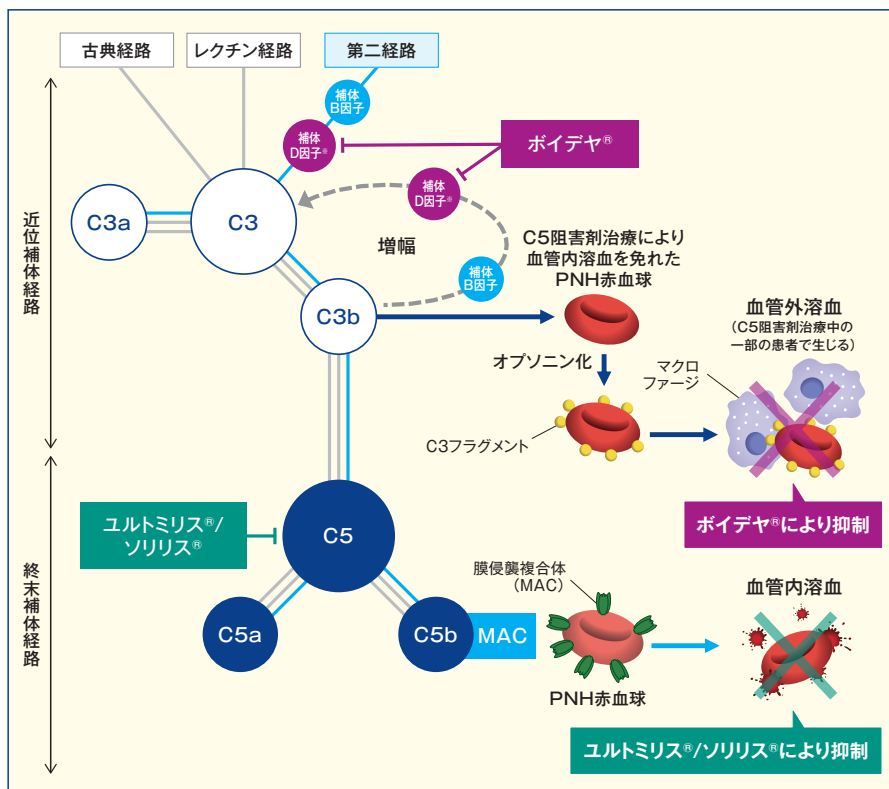 古典経路
レクチン経路
第二経路
補体
B因子
補体
D因子※
ボイデヤ®
補体
D因子※
C3a
C3
増幅
補体
B因子
C3b
近位補体経路
C5阻害剤治療により
血管内溶血を免れた
PNH赤血球
オプソニン化
C3フラグメント
血管外溶血
(C5阻害剤治療中の
一部の患者で生じる)
マクロ
ファージ
ボイデヤ®により抑制
終末補体経路
ユルトミリス®/
ソリリス®
C5
C5a
C5b
MAC
膜侵襲複合体
(MAC)
PNH赤血球
血管内溶血
ユルトミリス®/ソリリス®により抑制